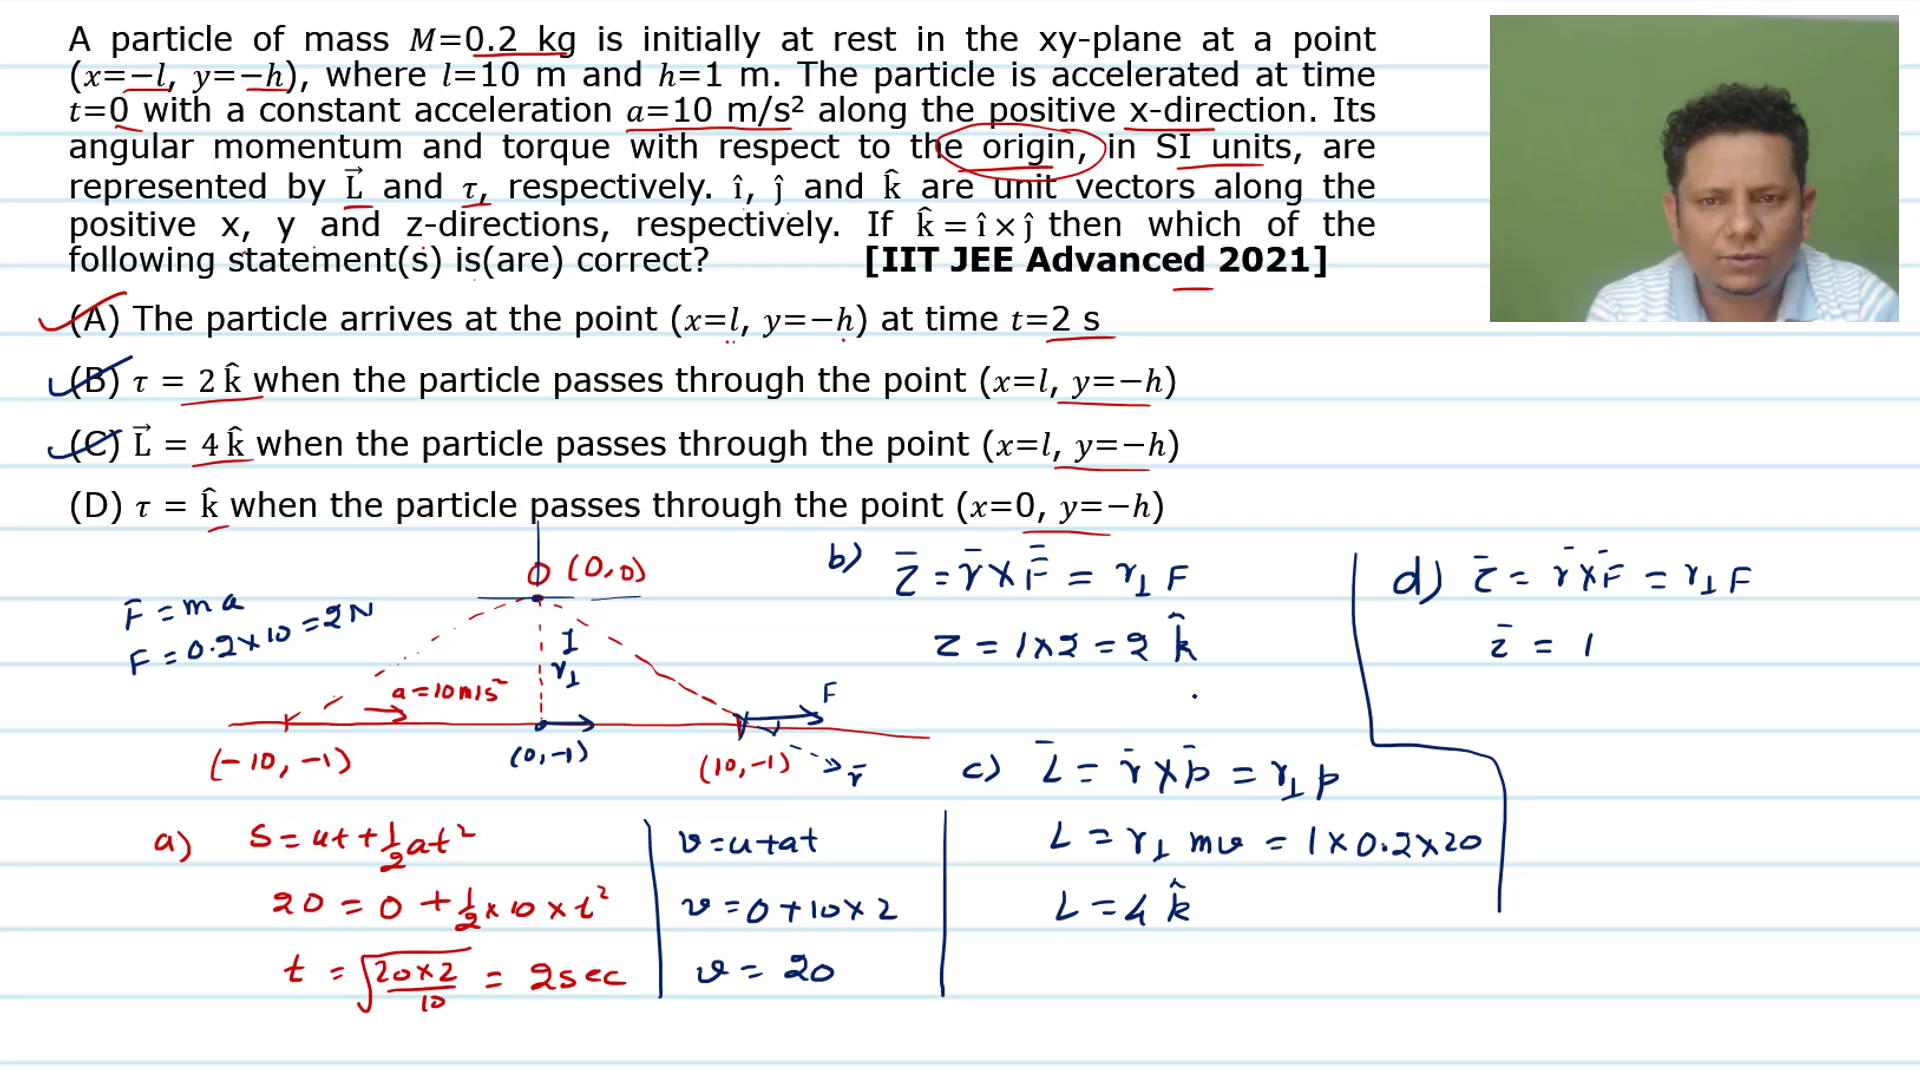 A particle of mass M=0.2 kg is initially at rest in the xy-plane at a point
(x=−l, y=−h), where l=10 m and h=1 m. The particle is accelerated at time
t=0 with a constant acceleration a=10 m/s² along the positive x-direction. Its
angular momentum and torque with respect to the origin, in SI units, are
represented by L⃗ and τ, respectively. î, ĵ and k̂ are unit vectors along the
positive x, y and z-directions, respectively. If k̂ = î × ĵ then which of the
following statement(s) is(are) correct? [IIT JEE Advanced 2021]
(A) The particle arrives at the point (x=l, y=−h) at time t=2 s
(B) τ = 2 k̂ when the particle passes through the point (x=l, y=−h)
(C) L⃗ = 4 k̂ when the particle passes through the point (x=l, y=−h)
(D) τ = k̂ when the particle passes through the point (x=0, y=−h)
F̄ = ma
F = 0.2×10 = 2N
O (0,0)
1
r⊥
a=10m/s²
F
(-10, -1)
(0,-1)
(10,-1)
r̄
a) S = ut + ½at²
20 = 0 + ½ × 10 × t²
t = √(20×2/10) = 2sec
v = u+at
v = 0+10×2
v = 20
b) τ̄ = r̄ × F̄ = r⊥ F
τ = 1×2 = 2 k̂
c) L̄ = r̄ × p̄ = r⊥ p
L = r⊥ mv = 1×0.2×20
L = 4 k̂
d) τ̄ = r̄ × F̄ = r⊥ F
τ̄ = 1